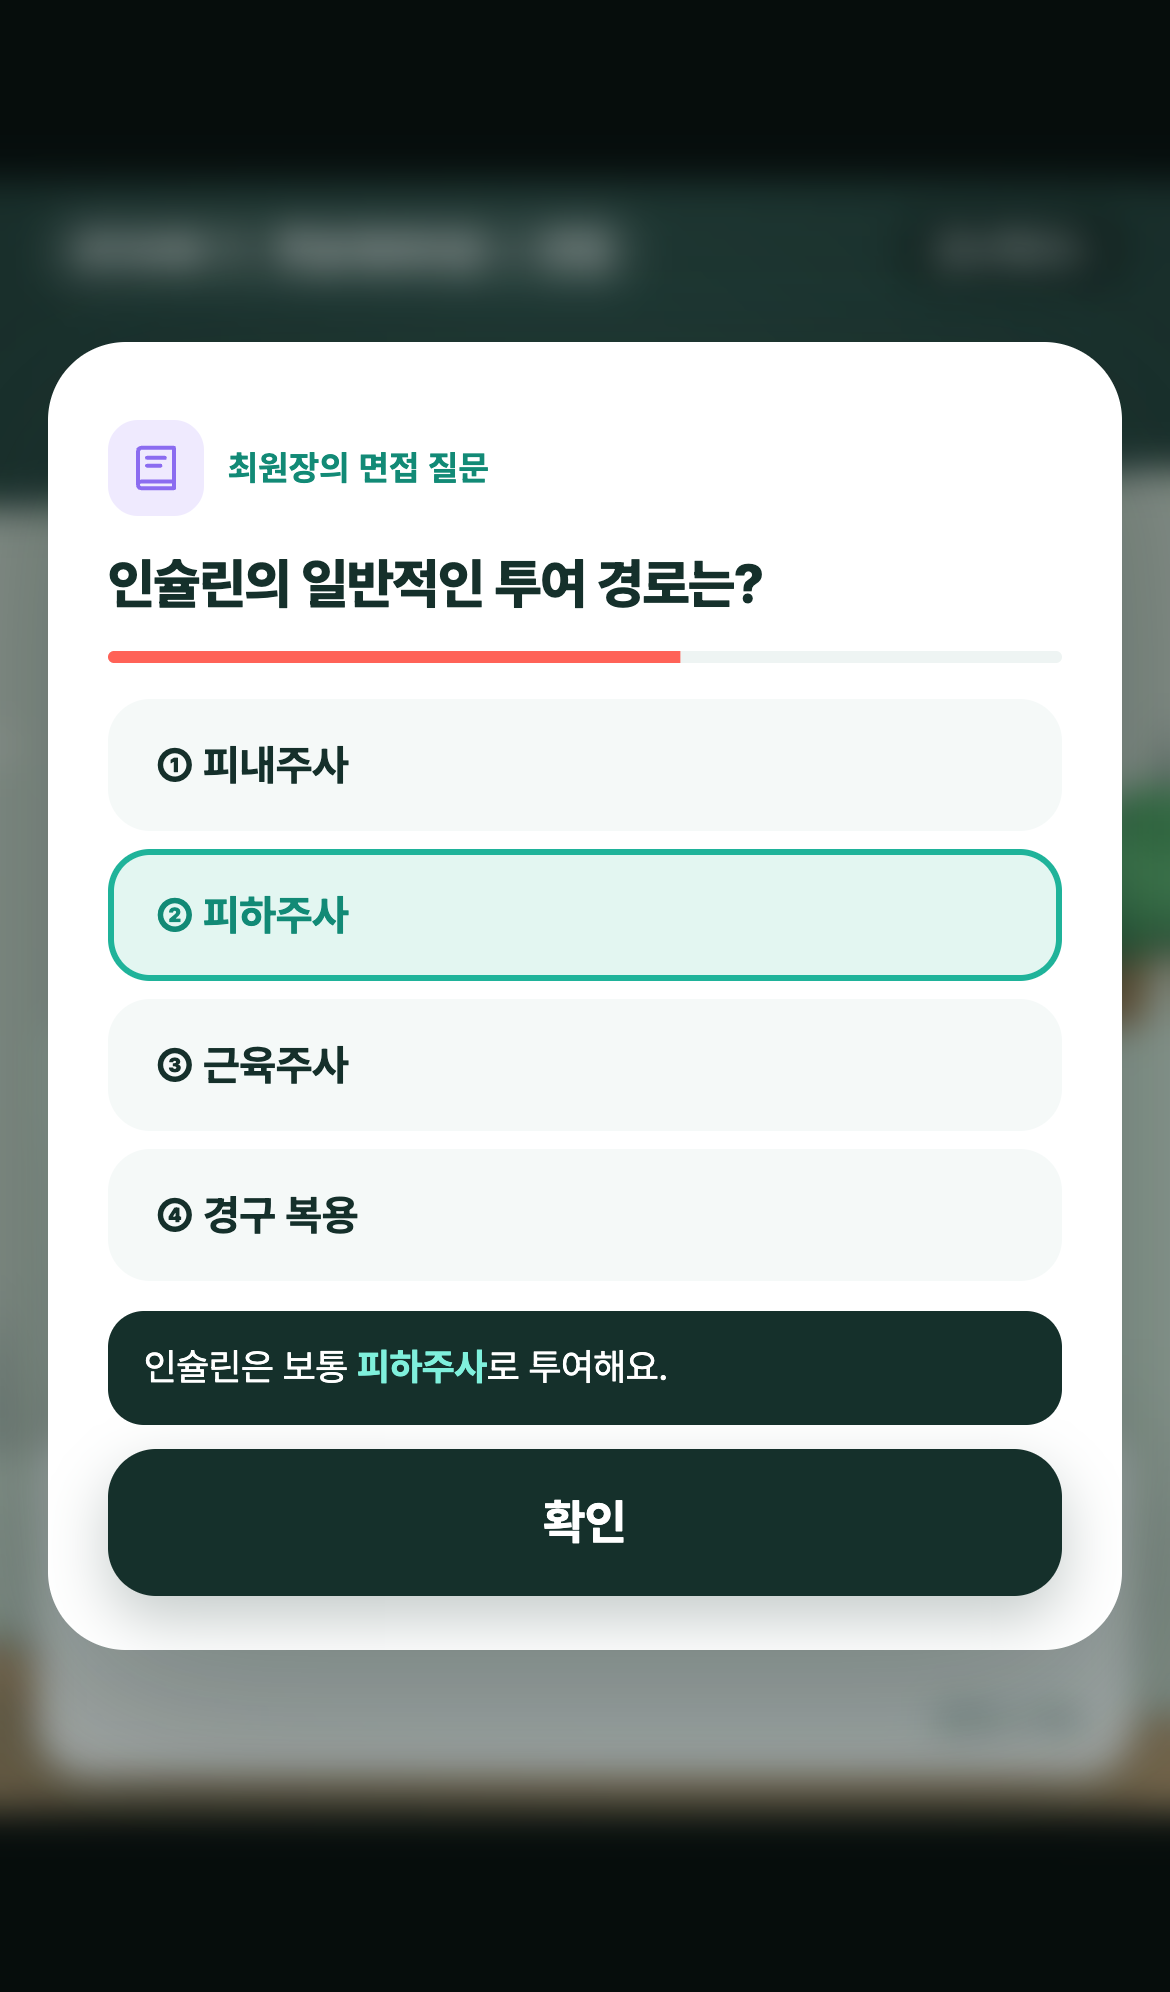 최원장의 면접 질문
인슐린의 일반적인 투여 경로는?
① 피내주사
② 피하주사
③ 근육주사
④ 경구 복용
인슐린은 보통 피하주사로 투여해요.
확인